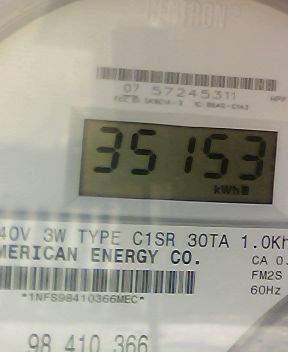 07 57245311
35153
kWh
40V 3W TYPE C1SR 30TA 1.0Kh
MERICAN ENERGY CO.
CA 0.
FM2S
60Hz
*1NFS98410366MEC*
98 410 366